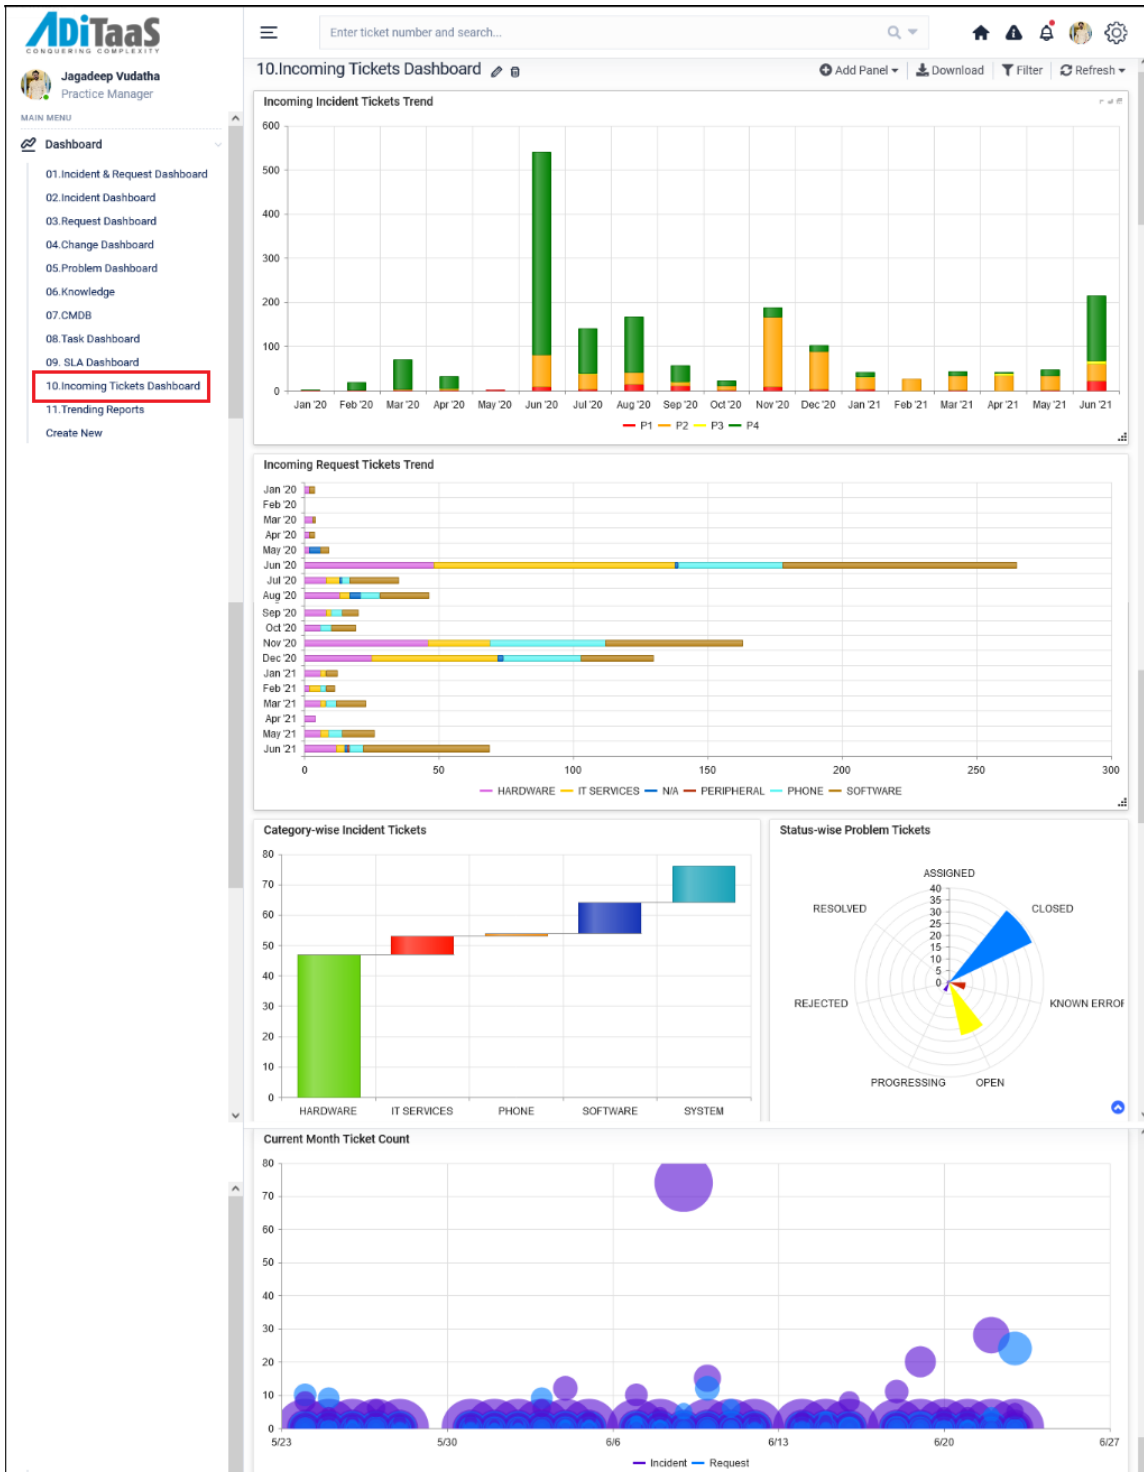 ADiTaaS
CONQUERING COMPLEXITY
Enter ticket number and search...
Jagadeep Vudatha
Practice Manager
MAIN MENU
Dashboard
01.Incident & Request Dashboard
02.Incident Dashboard
03.Request Dashboard
04.Change Dashboard
05.Problem Dashboard
06.Knowledge
07.CMDB
08.Task Dashboard
09. SLA Dashboard
10.Incoming Tickets Dashboard
11.Trending Reports
Create New
10.Incoming Tickets Dashboard
Add Panel
Download
Filter
Refresh
Incoming Incident Tickets Trend
600
500
400
300
200
100
0
Jan '20 Feb '20 Mar '20 Apr '20 May '20 Jun '20 Jul '20 Aug '20 Sep '20 Oct '20 Nov '20 Dec '20 Jan '21 Feb '21 Mar '21 Apr '21 May '21 Jun '21
P1 P2 P3 P4
Incoming Request Tickets Trend
Jan '20
Feb '20
Mar '20
Apr '20
May '20
Jun '20
Jul '20
Aug '20
Sep '20
Oct '20
Nov '20
Dec '20
Jan '21
Feb '21
Mar '21
Apr '21
May '21
Jun '21
0 50 100 150 200 250 300
HARDWARE IT SERVICES N/A PERIPHERAL PHONE SOFTWARE
Category-wise Incident Tickets
80
70
60
50
40
30
20
10
0
HARDWARE IT SERVICES PHONE SOFTWARE SYSTEM
Status-wise Problem Tickets
ASSIGNED
40
35
30
25
20
15
10
5
0
RESOLVED
CLOSED
REJECTED
KNOWN ERROR
PROGRESSING
OPEN
Current Month Ticket Count
80
70
60
50
40
30
20
10
0
5/23 5/30 6/6 6/13 6/20 6/27
Incident Request